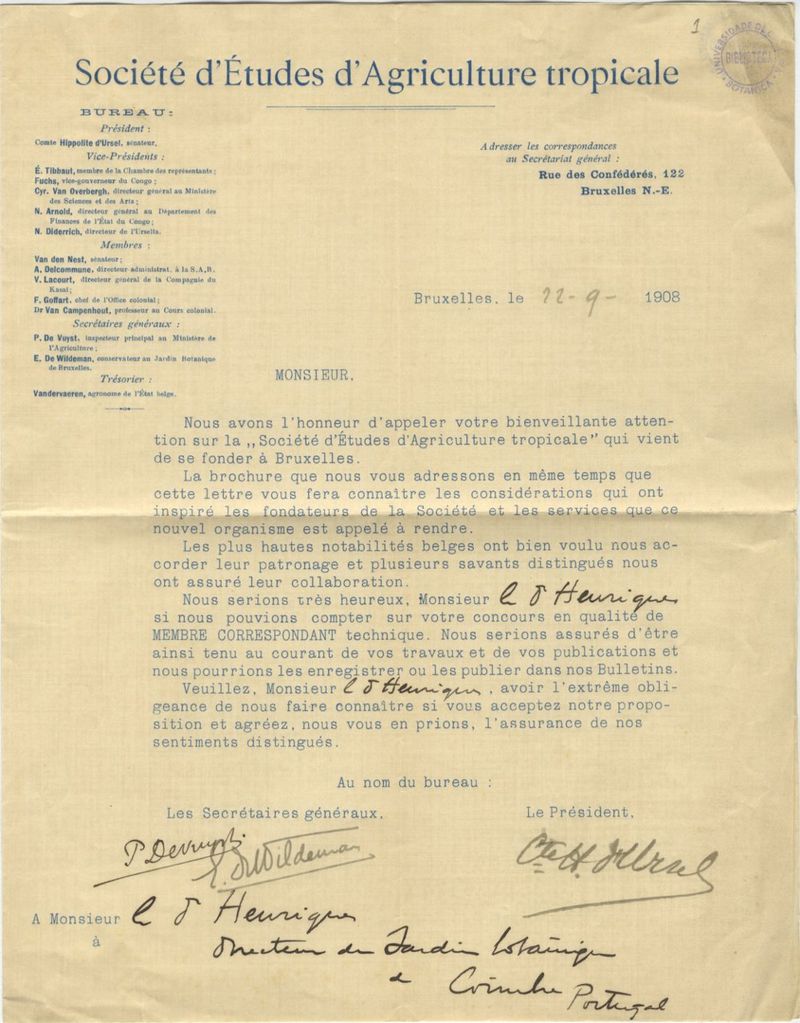 1
UNIVERSIDADE DE
BIBLIOTECA
BOTANICA
Société d'Études d'Agriculture tropicale
BUREAU:
Président :
Comte Hippolite d'Ursel, sénateur.
Vice-Présidents :
É. Tibbaut, membre de la Chambre des représentants ;
Fuchs, vice-gouverneur du Congo ;
Cyr. Van Overbergh, directeur général au Ministère
des Sciences et des Arts ;
N. Arnold, directeur général au Département des
Finances de l'État du Congo ;
N. Diderrich, directeur de l'Urselia.
Membres :
Van den Nest, sénateur ;
A. Delcommune, directeur-administrat. à la S.A.B.
V. Lacourt, directeur général de la Compagnie du
Kasai ;
F. Goffart, chef de l'Office colonial ;
Dr Van Campenhout, professeur au Cours colonial.
Secrétaires généraux :
P. De Vuyst, inspecteur principal au Ministère de
l'Agriculture ;
E. De Wildeman, conservateur au Jardin Botanique
de Bruxelles.
Trésorier :
Vandervaeren, agronome de l'État belge.
Adresser les correspondances
au Secrétariat général :
Rue des Confédérés, 122
Bruxelles N.-E.
Bruxelles, le 22-9- 1908
MONSIEUR,
Nous avons l'honneur d'appeler votre bienveillante atten-
tion sur la ,,Société d'Études d'Agriculture tropicale" qui vient
de se fonder à Bruxelles.
La brochure que nous vous adressons en même temps que
cette lettre vous fera connaître les considérations qui ont
inspiré les fondateurs de la Société et les services que ce
nouvel organisme est appelé à rendre.
Les plus hautes notabilités belges ont bien voulu nous ac-
corder leur patronage et plusieurs savants distingués nous
ont assuré leur collaboration.
Nous serions très heureux, Monsieur Henriques
si nous pouvions compter sur votre concours en qualité de
MEMBRE CORRESPONDANT technique. Nous serions assurés d'être
ainsi tenu au courant de vos travaux et de vos publications et
nous pourrions les enregistrer ou les publier dans nos Bulletins.
Veuillez, Monsieur Henriques, avoir l'extrême obli-
geance de nous faire connaître si vous acceptez notre propo-
sition et agréez, nous vous en prions, l'assurance de nos
sentiments distingués.
Au nom du bureau :
Les Secrétaires généraux,
Le Président,
P Devuyst
E. De Wildeman
Cte H. d'Ursel
A Monsieur Henriques
à Directeur du Jardin botanique
de Coimbre Portugal